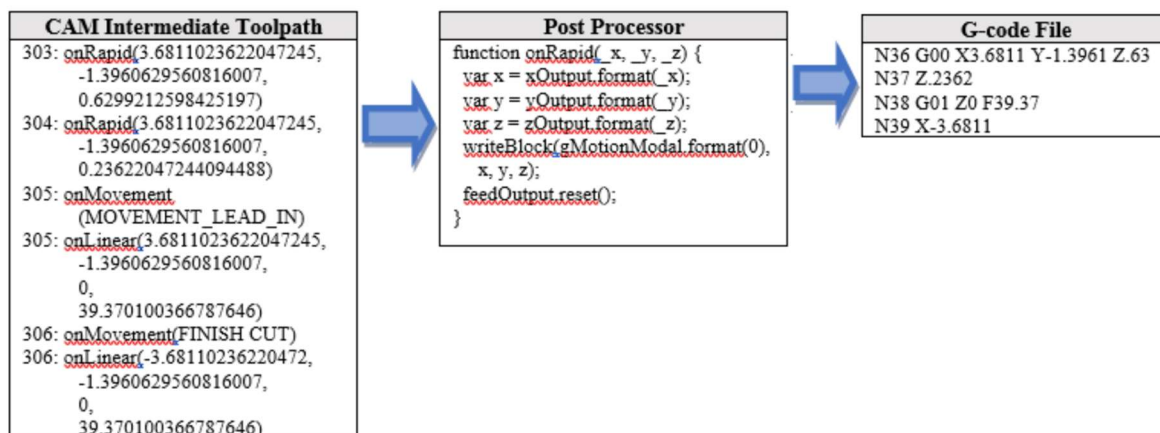 CAM Intermediate Toolpath
303: onRapid(3.6811023622047245,
-1.3960629560816007,
0.6299212598425197)
304: onRapid(3.6811023622047245,
-1.3960629560816007,
0.23622047244094488)
305: onMovement
(MOVEMENT_LEAD_IN)
305: onLinear(3.6811023622047245,
-1.3960629560816007,
0,
39.370100366787646)
306: onMovement(FINISH CUT)
306: onLinear(-3.68110236220472,
-1.3960629560816007,
0,
39.370100366787646)
Post Processor
function onRapid(_x, _y, _z) {
var x = xOutput.format(_x);
var y = yOutput.format(_y);
var z = zOutput.format(_z);
writeBlock(gMotionModal.format(0),
x, y, z);
feedOutput.reset();
}
G-code File
N36 G00 X3.6811 Y-1.3961 Z.63
N37 Z.2362
N38 G01 Z0 F39.37
N39 X-3.6811